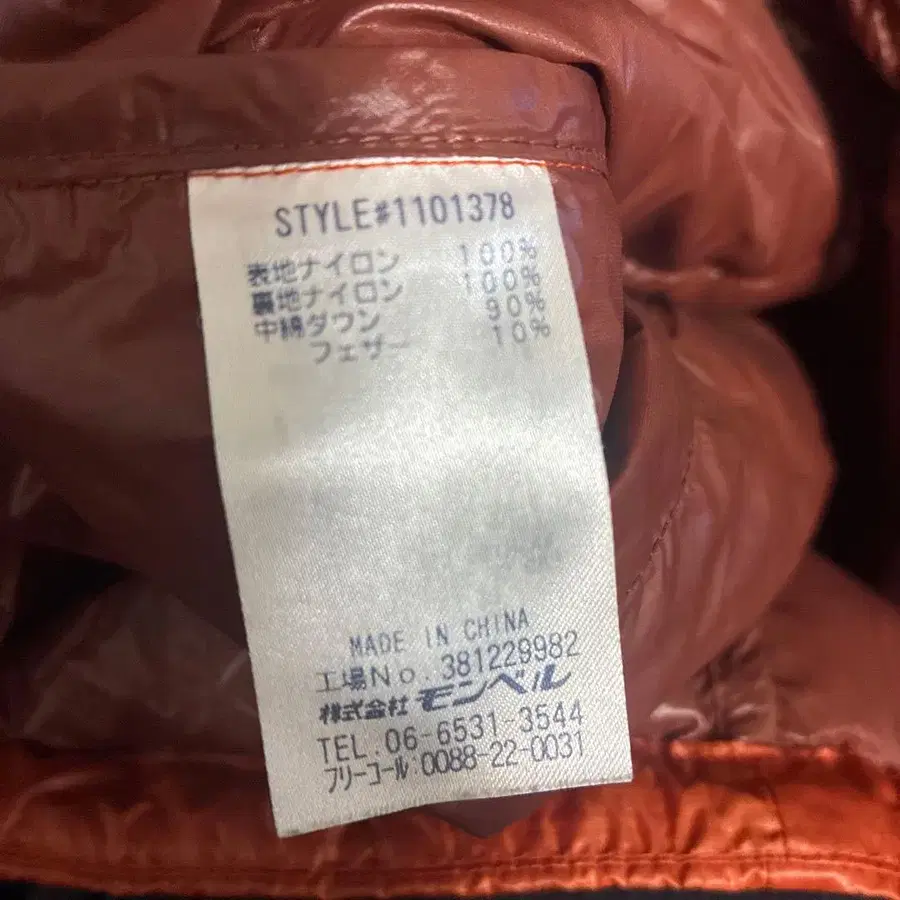 STYLE#1101378
表地ナイロン 100%
裏地ナイロン 100%
中綿ダウン 90%
フェザー 10%
MADE IN CHINA
工場No. 381229982
株式会社 モンベル
TEL. 06-6531-3544
フリーコール 0088-22-0031